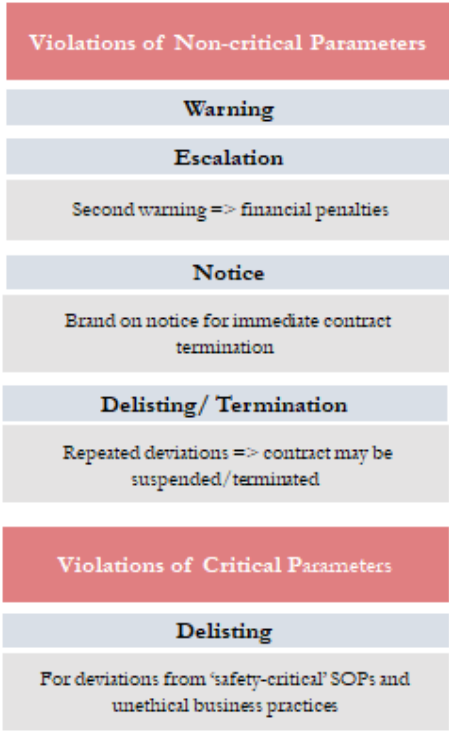 Violations of Non-critical Parameters
Warning
Escalation
Second warning => financial penalties
Notice
Brand on notice for immediate contract
termination
Delisting/ Termination
Repeated deviations => contract may be
suspended/terminated
Violations of Critical Parameters
Delisting
For deviations from ‘safety-critical’ SOPs and
unethical business practices